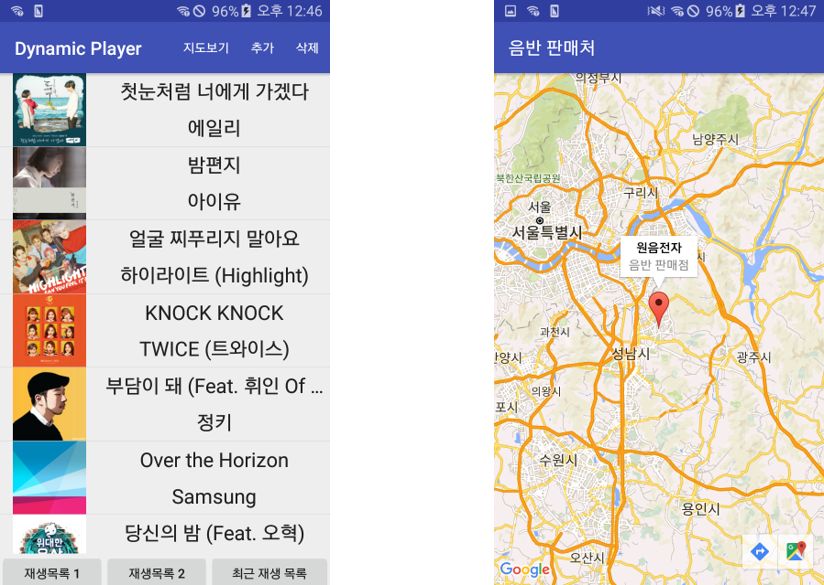 96% 오후 12:46
Dynamic Player 지도보기 추가 삭제
첫눈처럼 너에게 가겠다
에일리
밤편지
아이유
얼굴 찌푸리지 말아요
하이라이트 (Highlight)
HIGHLIGHT
KNOCK KNOCK
TWICE (트와이스)
부담이 돼 (Feat. 휘인 Of ...
정키
Over the Horizon
Samsung
당신의 밤 (Feat. 오혁)
위대한
재생목록 1 재생목록 2 최근 재생 목록
96% 오후 12:47
음반 판매처
의정부시
남양주시
북한산국립공원
구리시
서울
서울특별시
원음전자
음반 판매점
시
과천시
성남시
안양시
광주시
의왕시
포시
수원시
용인시
오산시
Google